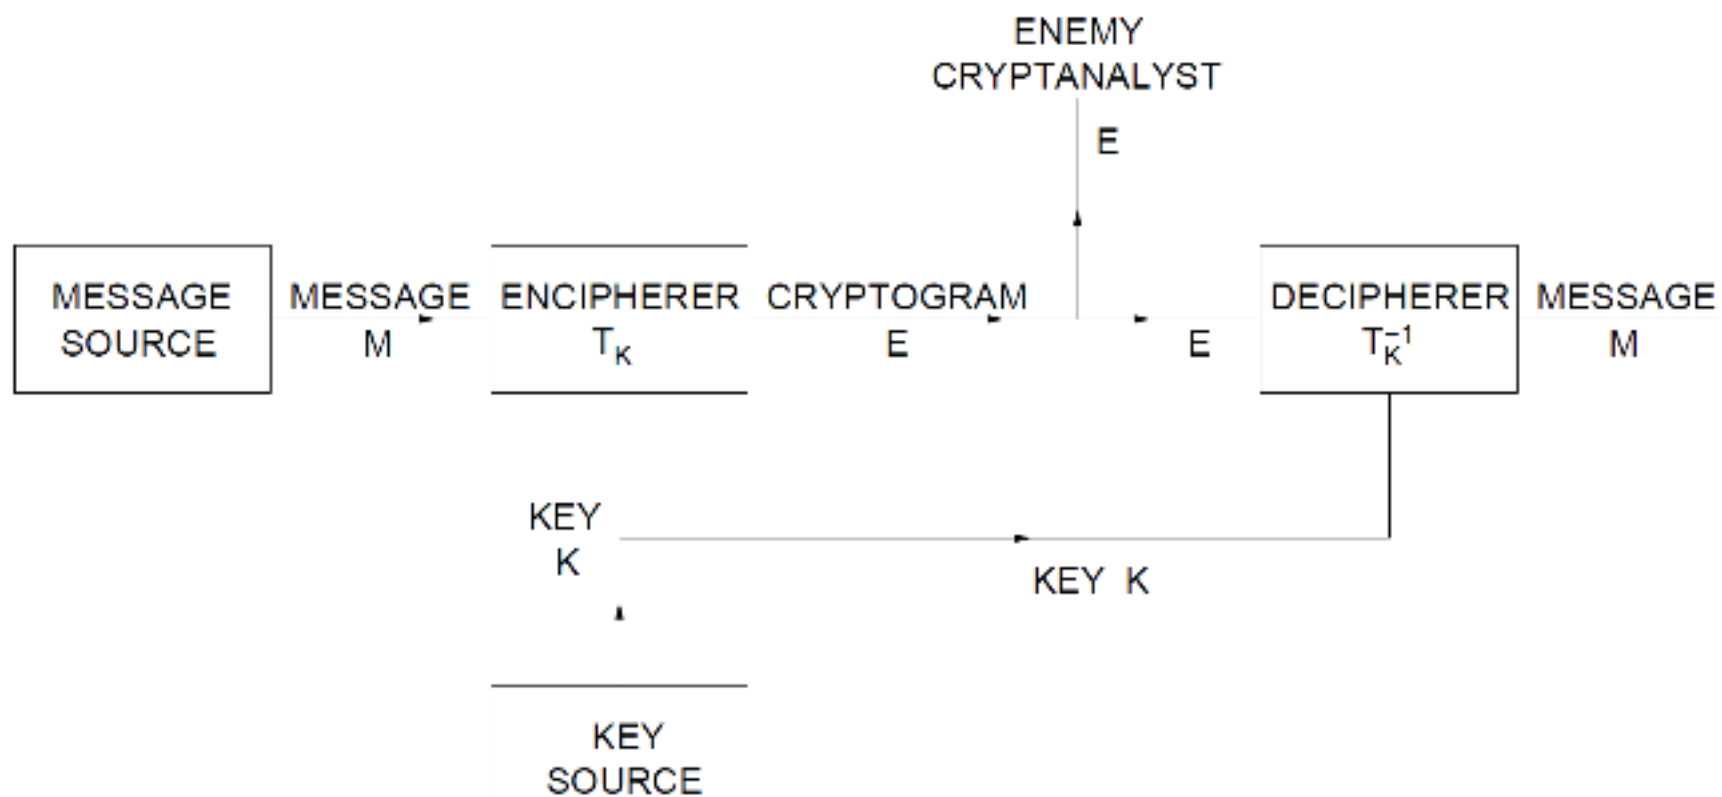 ENEMY
CRYPTANALYST
E
MESSAGE
SOURCE
MESSAGE
M
ENCIPHERER
T_K
CRYPTOGRAM
E
E
DECIPHERER
T_K^{-1}
MESSAGE
M
KEY
K
KEY K
KEY
SOURCE